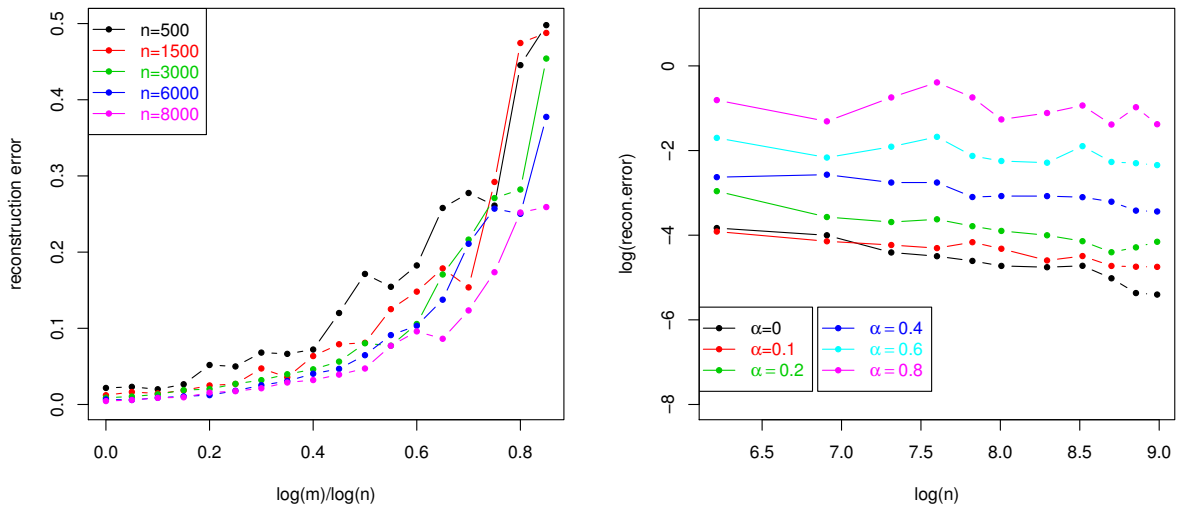 n=500
n=1500
n=3000
n=6000
n=8000
0.5
0.4
0.3
0.2
0.1
0.0
reconstruction error
0.0 0.2 0.4 0.6 0.8
log(m)/log(n)
0
-2
-4
-6
-8
log(recon.error)
α=0
α=0.1
α=0.2
α=0.4
α=0.6
α=0.8
6.5 7.0 7.5 8.0 8.5 9.0
log(n)